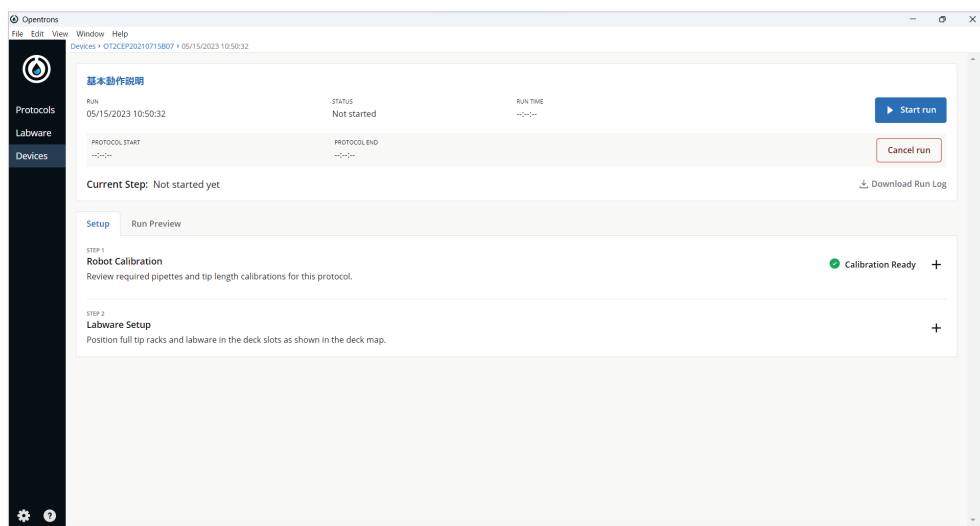 Opentrons
File Edit View Window Help
Devices › OT2CEP20210715B07 › 05/15/2023 10:50:32
基本動作説明
RUN STATUS RUN TIME
05/15/2023 10:50:32 Not started --:--:--
Start run
PROTOCOL START PROTOCOL END
--:--:-- --:--:--
Cancel run
Current Step: Not started yet
Download Run Log
Protocols
Labware
Devices
Setup Run Preview
STEP 1
Robot Calibration
Review required pipettes and tip length calibrations for this protocol.
Calibration Ready +
STEP 2
Labware Setup
Position full tip racks and labware in the deck slots as shown in the deck map.
+
?